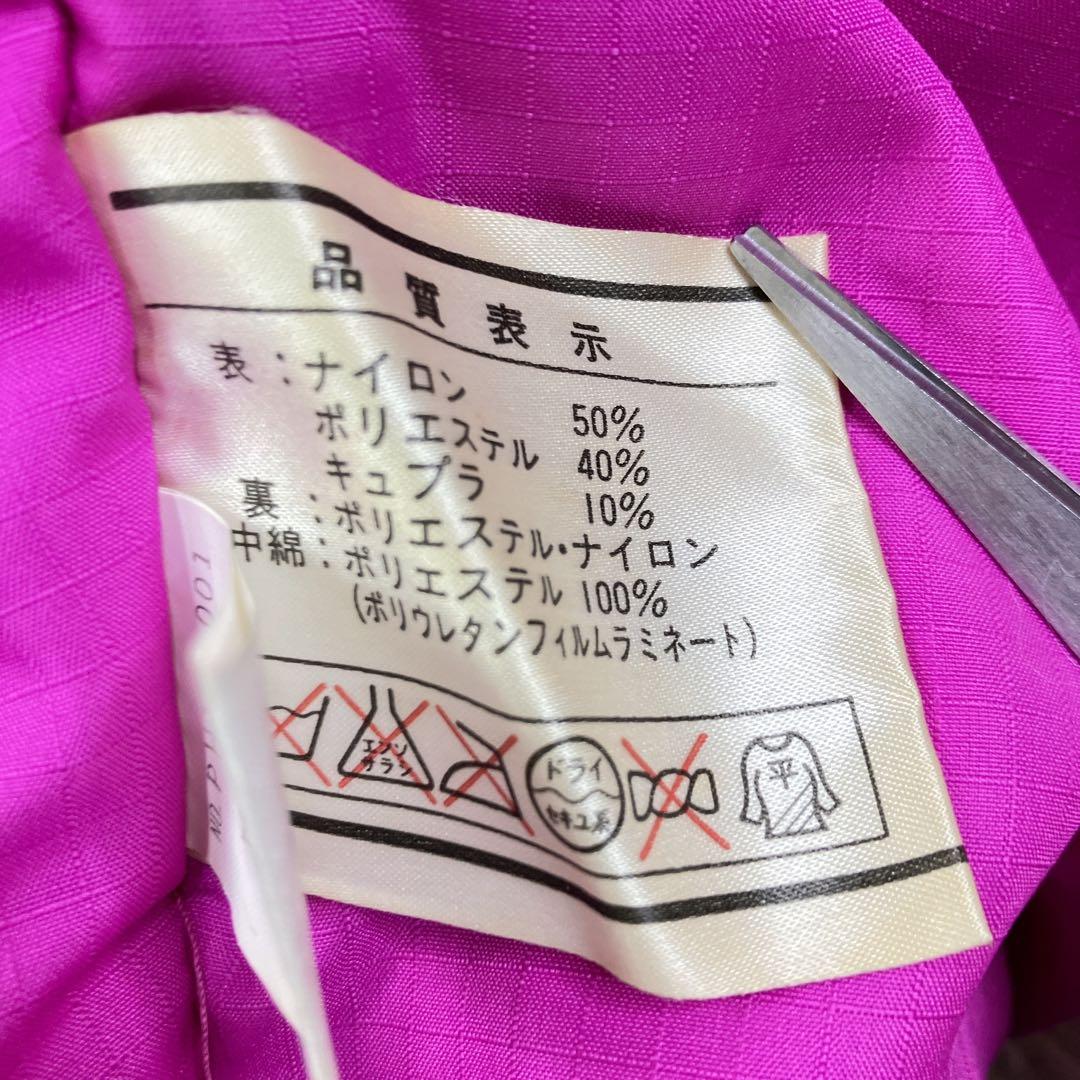 品質表示
表：ナイロン 50%
ポリエステル 40%
キュプラ 10%
裏：ポリエステル・ナイロン
中綿：ポリエステル 100%
(ポリウレタンフィルムラミネート)
エンソ
サラシ
ドライ
セキユ系
平
001